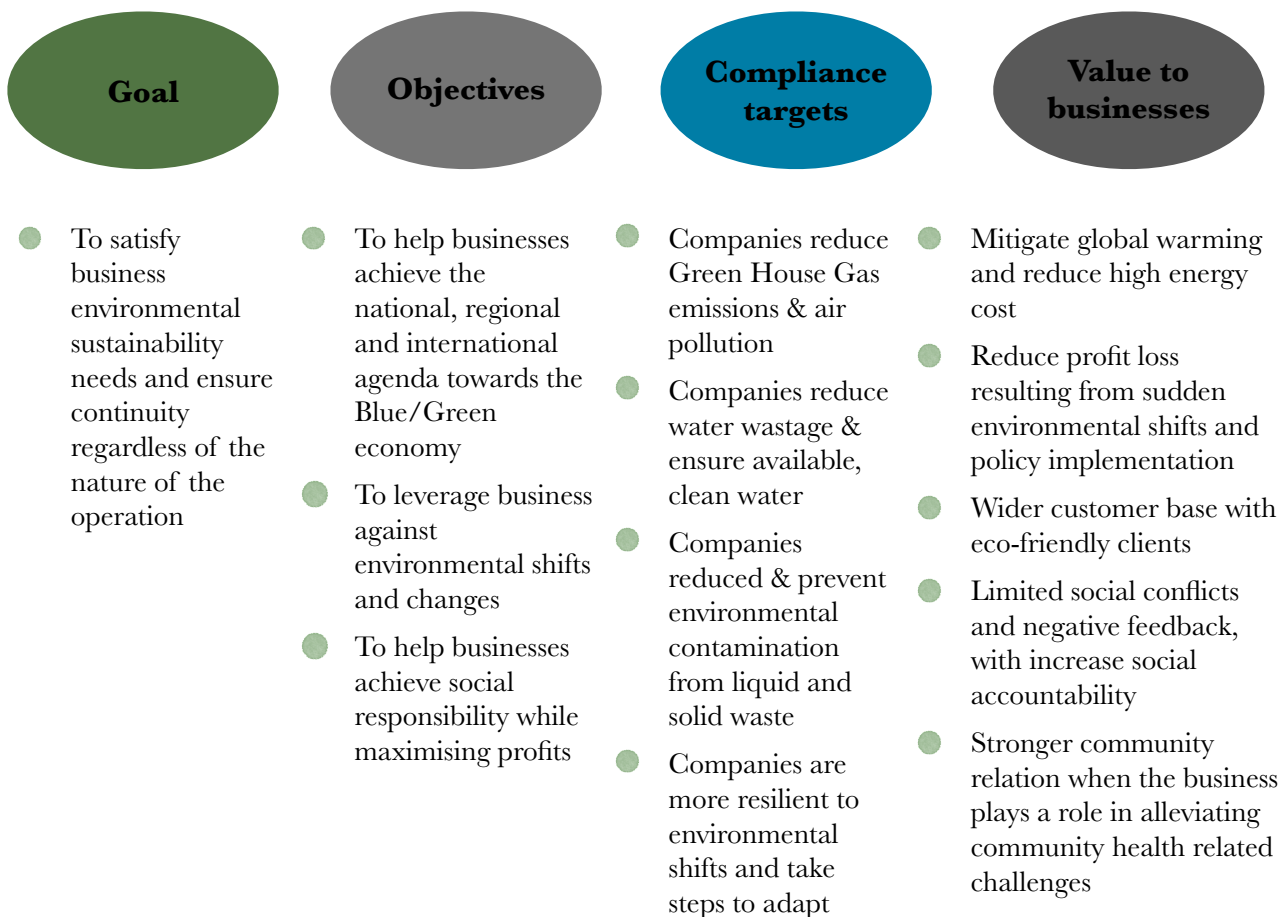 Goal
Objectives
Compliance
targets
Value to
businesses
To satisfy
business
environmental
sustainability
needs and ensure
continuity
regardless of the
nature of the
operation
To help businesses
achieve the
national, regional
and international
agenda towards the
Blue/Green
economy
To leverage business
against
environmental shifts
and changes
To help businesses
achieve social
responsibility while
maximising profits
Companies reduce
Green House Gas
emissions & air
pollution
Companies reduce
water wastage &
ensure available,
clean water
Companies
reduced & prevent
environmental
contamination
from liquid and
solid waste
Companies are
more resilient to
environmental
shifts and take
steps to adapt
Mitigate global warming
and reduce high energy
cost
Reduce profit loss
resulting from sudden
environmental shifts and
policy implementation
Wider customer base with
eco-friendly clients
Limited social conflicts
and negative feedback,
with increase social
accountability
Stronger community
relation when the business
plays a role in alleviating
community health related
challenges